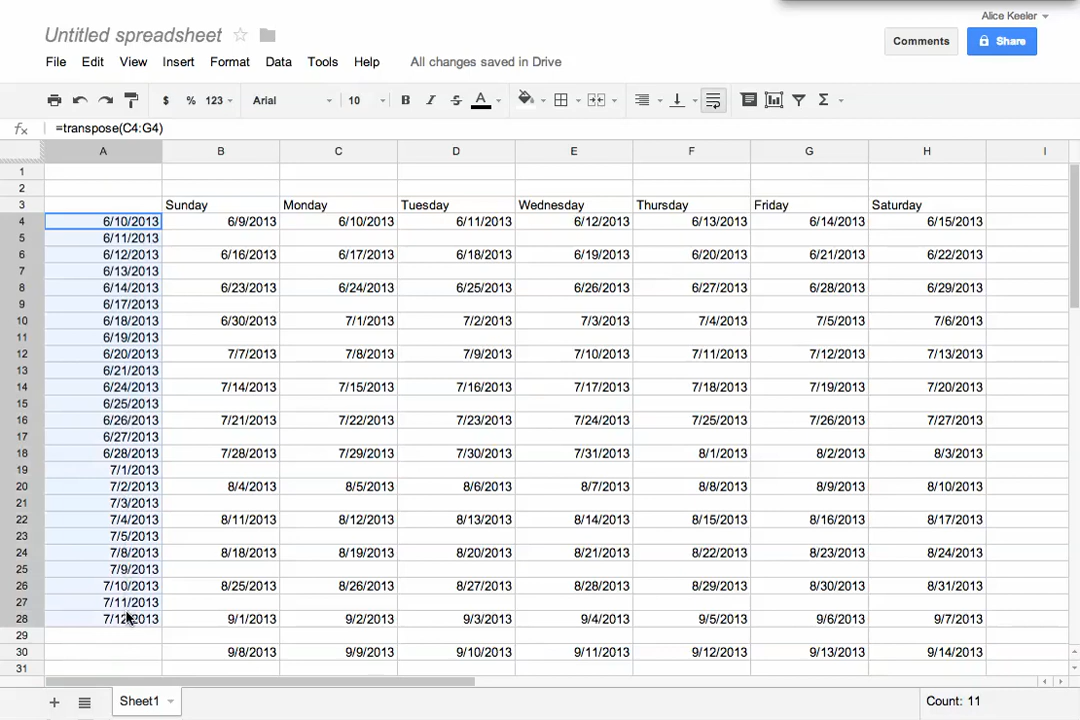 Alice Keeler
Untitled spreadsheet
Comments
Share
File Edit View Insert Format Data Tools Help All changes saved in Drive
$ % 123 Arial 10 B I S A Σ
fx =transpose(C4:G4)
A B C D E F G H I
1
2
3 Sunday Monday Tuesday Wednesday Thursday Friday Saturday
4 6/10/2013 6/9/2013 6/10/2013 6/11/2013 6/12/2013 6/13/2013 6/14/2013 6/15/2013
5 6/11/2013
6 6/12/2013 6/16/2013 6/17/2013 6/18/2013 6/19/2013 6/20/2013 6/21/2013 6/22/2013
7 6/13/2013
8 6/14/2013 6/23/2013 6/24/2013 6/25/2013 6/26/2013 6/27/2013 6/28/2013 6/29/2013
9 6/17/2013
10 6/18/2013 6/30/2013 7/1/2013 7/2/2013 7/3/2013 7/4/2013 7/5/2013 7/6/2013
11 6/19/2013
12 6/20/2013 7/7/2013 7/8/2013 7/9/2013 7/10/2013 7/11/2013 7/12/2013 7/13/2013
13 6/21/2013
14 6/24/2013 7/14/2013 7/15/2013 7/16/2013 7/17/2013 7/18/2013 7/19/2013 7/20/2013
15 6/25/2013
16 6/26/2013 7/21/2013 7/22/2013 7/23/2013 7/24/2013 7/25/2013 7/26/2013 7/27/2013
17 6/27/2013
18 6/28/2013 7/28/2013 7/29/2013 7/30/2013 7/31/2013 8/1/2013 8/2/2013 8/3/2013
19 7/1/2013
20 7/2/2013 8/4/2013 8/5/2013 8/6/2013 8/7/2013 8/8/2013 8/9/2013 8/10/2013
21 7/3/2013
22 7/4/2013 8/11/2013 8/12/2013 8/13/2013 8/14/2013 8/15/2013 8/16/2013 8/17/2013
23 7/5/2013
24 7/8/2013 8/18/2013 8/19/2013 8/20/2013 8/21/2013 8/22/2013 8/23/2013 8/24/2013
25 7/9/2013
26 7/10/2013 8/25/2013 8/26/2013 8/27/2013 8/28/2013 8/29/2013 8/30/2013 8/31/2013
27 7/11/2013
28 7/12/2013 9/1/2013 9/2/2013 9/3/2013 9/4/2013 9/5/2013 9/6/2013 9/7/2013
29
30 9/8/2013 9/9/2013 9/10/2013 9/11/2013 9/12/2013 9/13/2013 9/14/2013
31
Sheet1
Count: 11